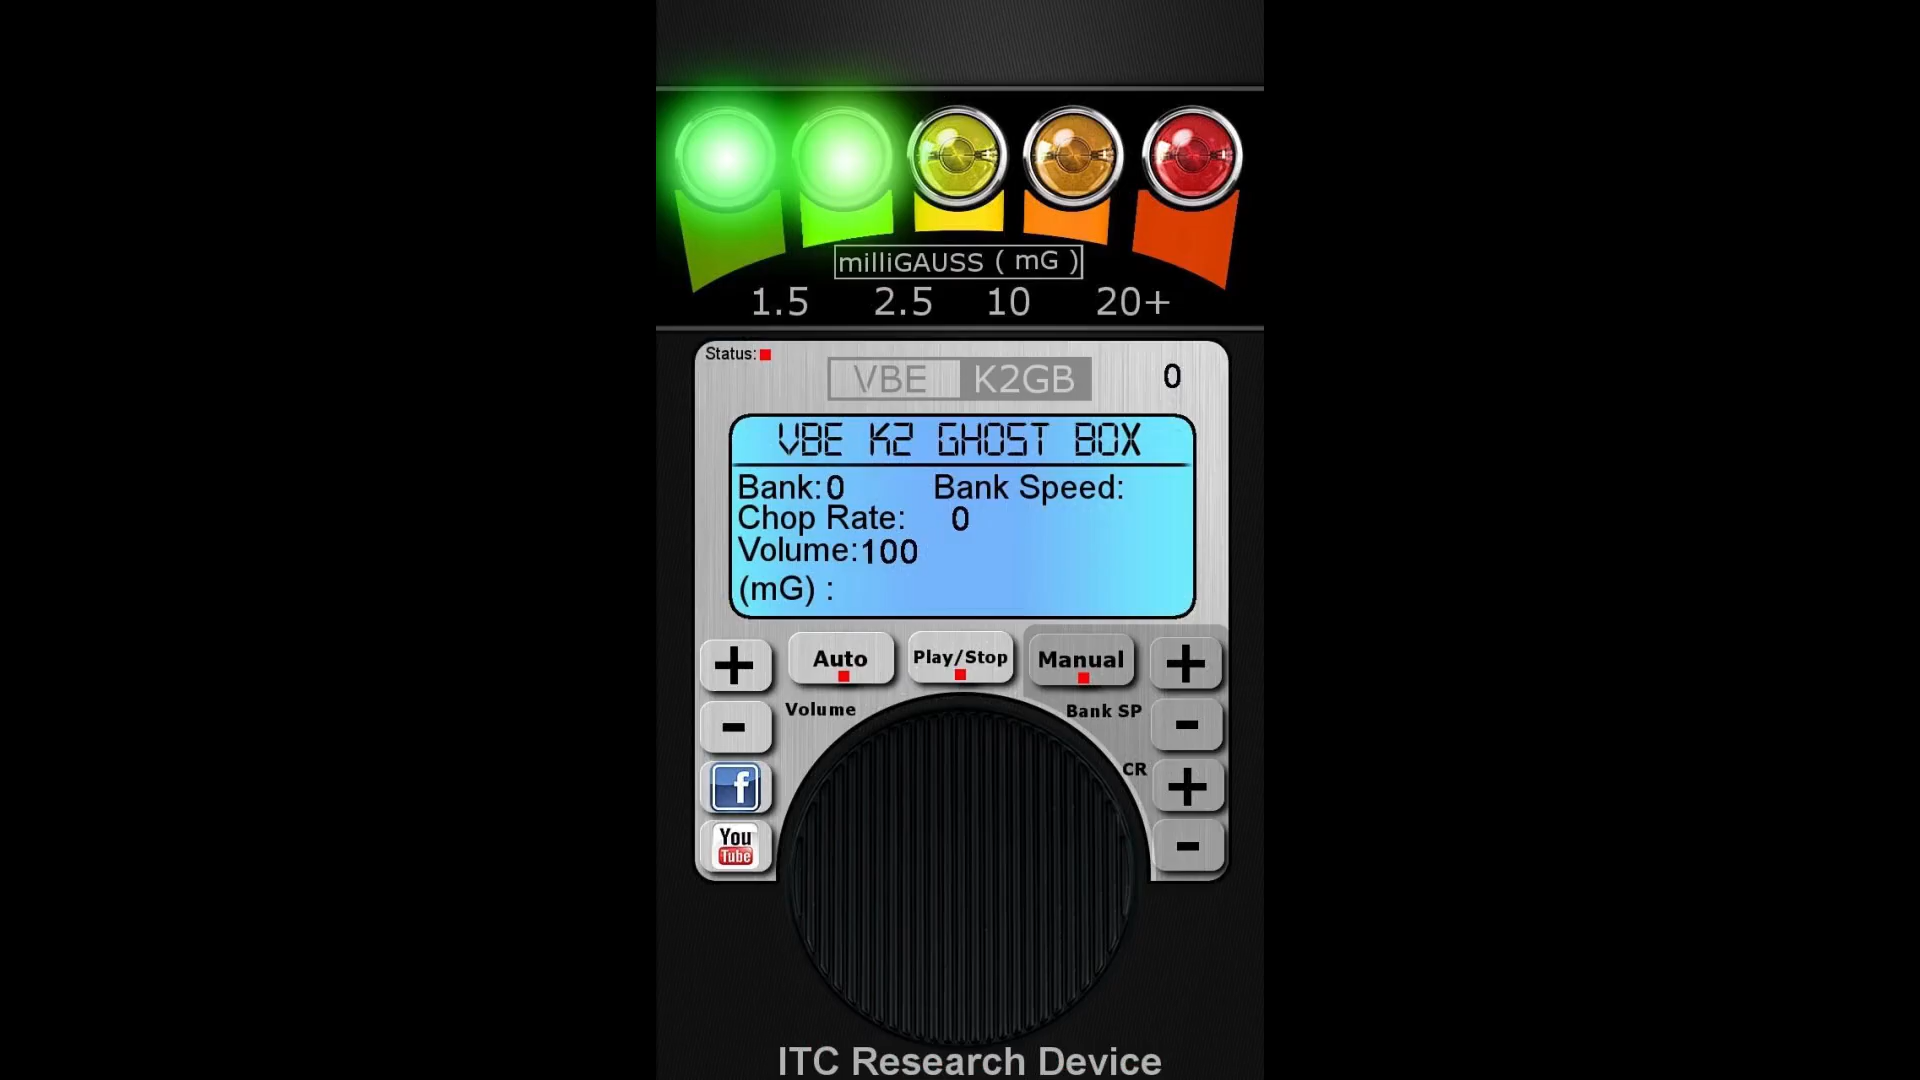 milliGAUSS ( mG )
1.5 2.5 10 20+
Status:
VBE K2GB 0
VBE K2 GHOST BOX
Bank:0 Bank Speed:
Chop Rate: 0
Volume:100
(mG) :
+ Auto Play/Stop Manual +
- Volume Bank SP -
f CR +
You
Tube -
ITC Research Device